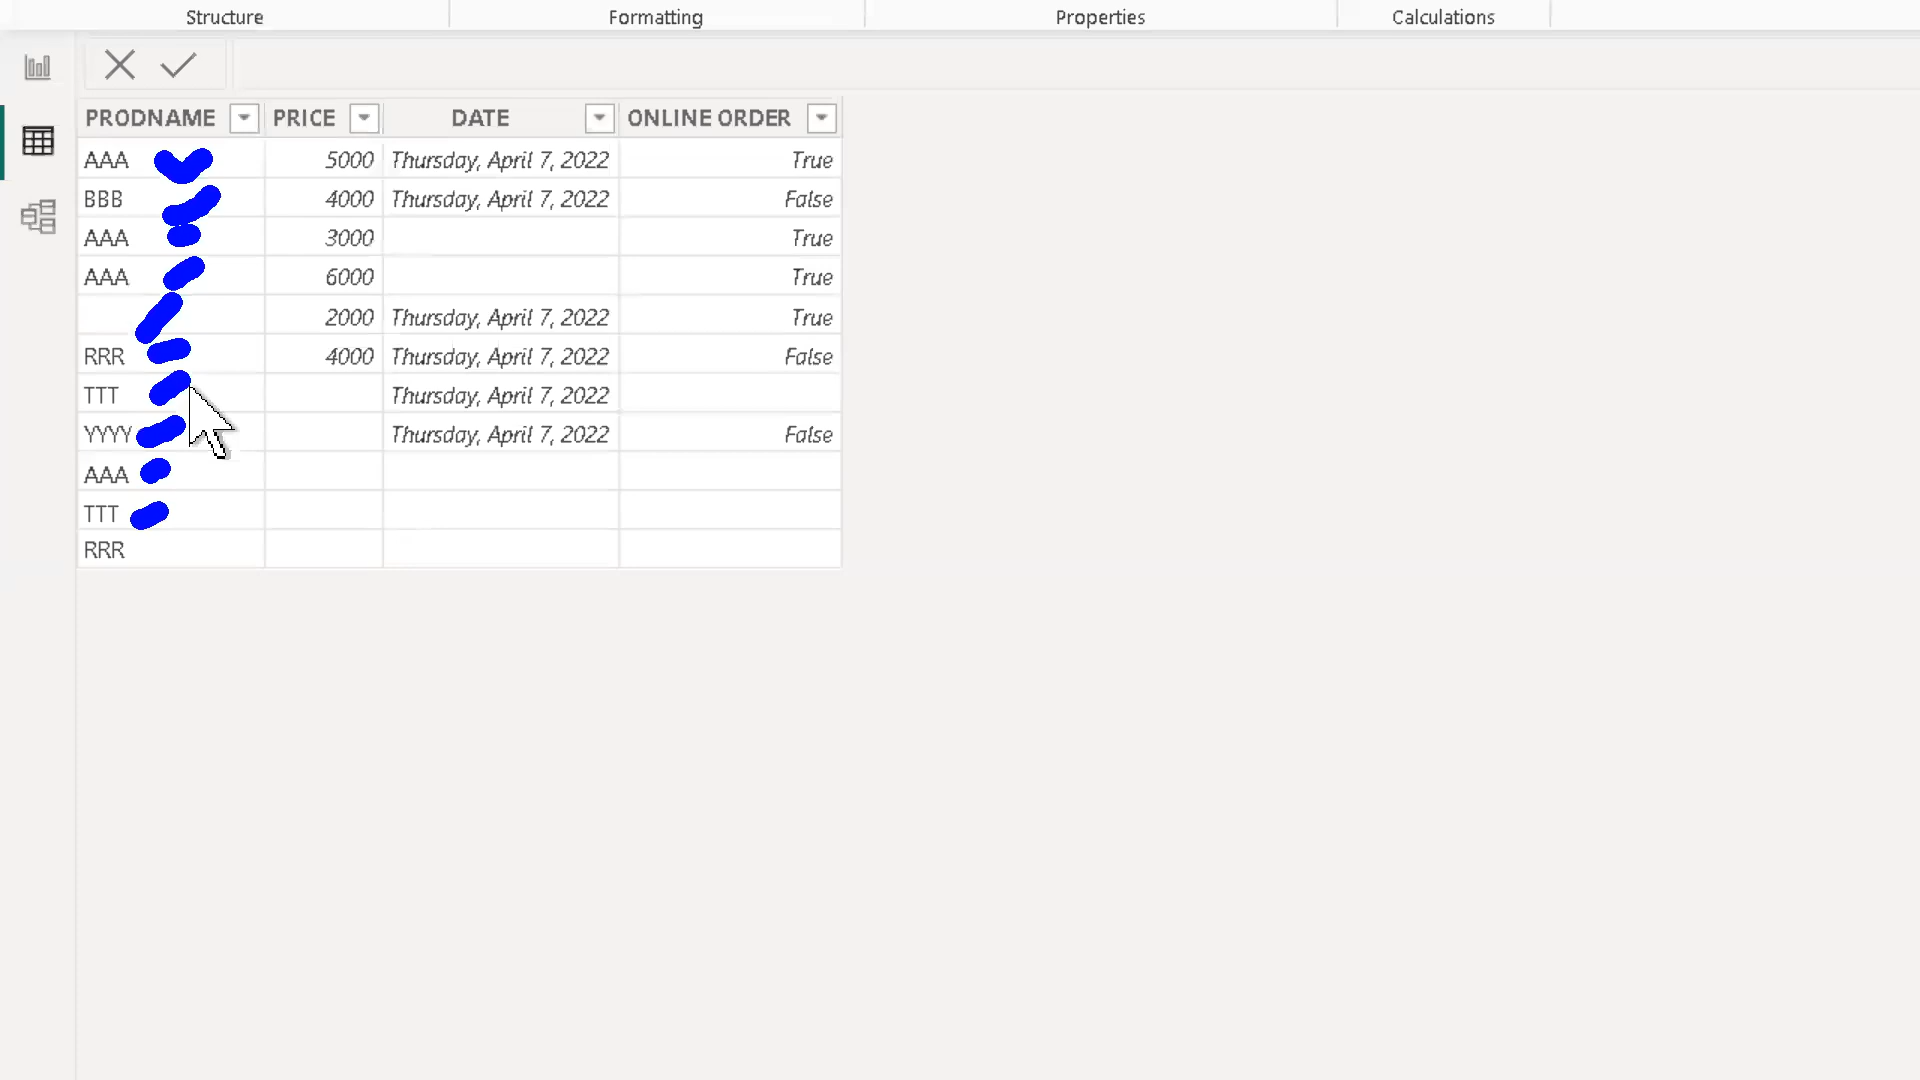 Structure Formatting Properties Calculations
PRODNAME PRICE DATE ONLINE ORDER
AAA 5000 Thursday, April 7, 2022 True
BBB 4000 Thursday, April 7, 2022 False
AAA 3000 True
AAA 6000 True
2000 Thursday, April 7, 2022 True
RRR 4000 Thursday, April 7, 2022 False
TTT Thursday, April 7, 2022
YYYY Thursday, April 7, 2022 False
AAA
TTT
RRR